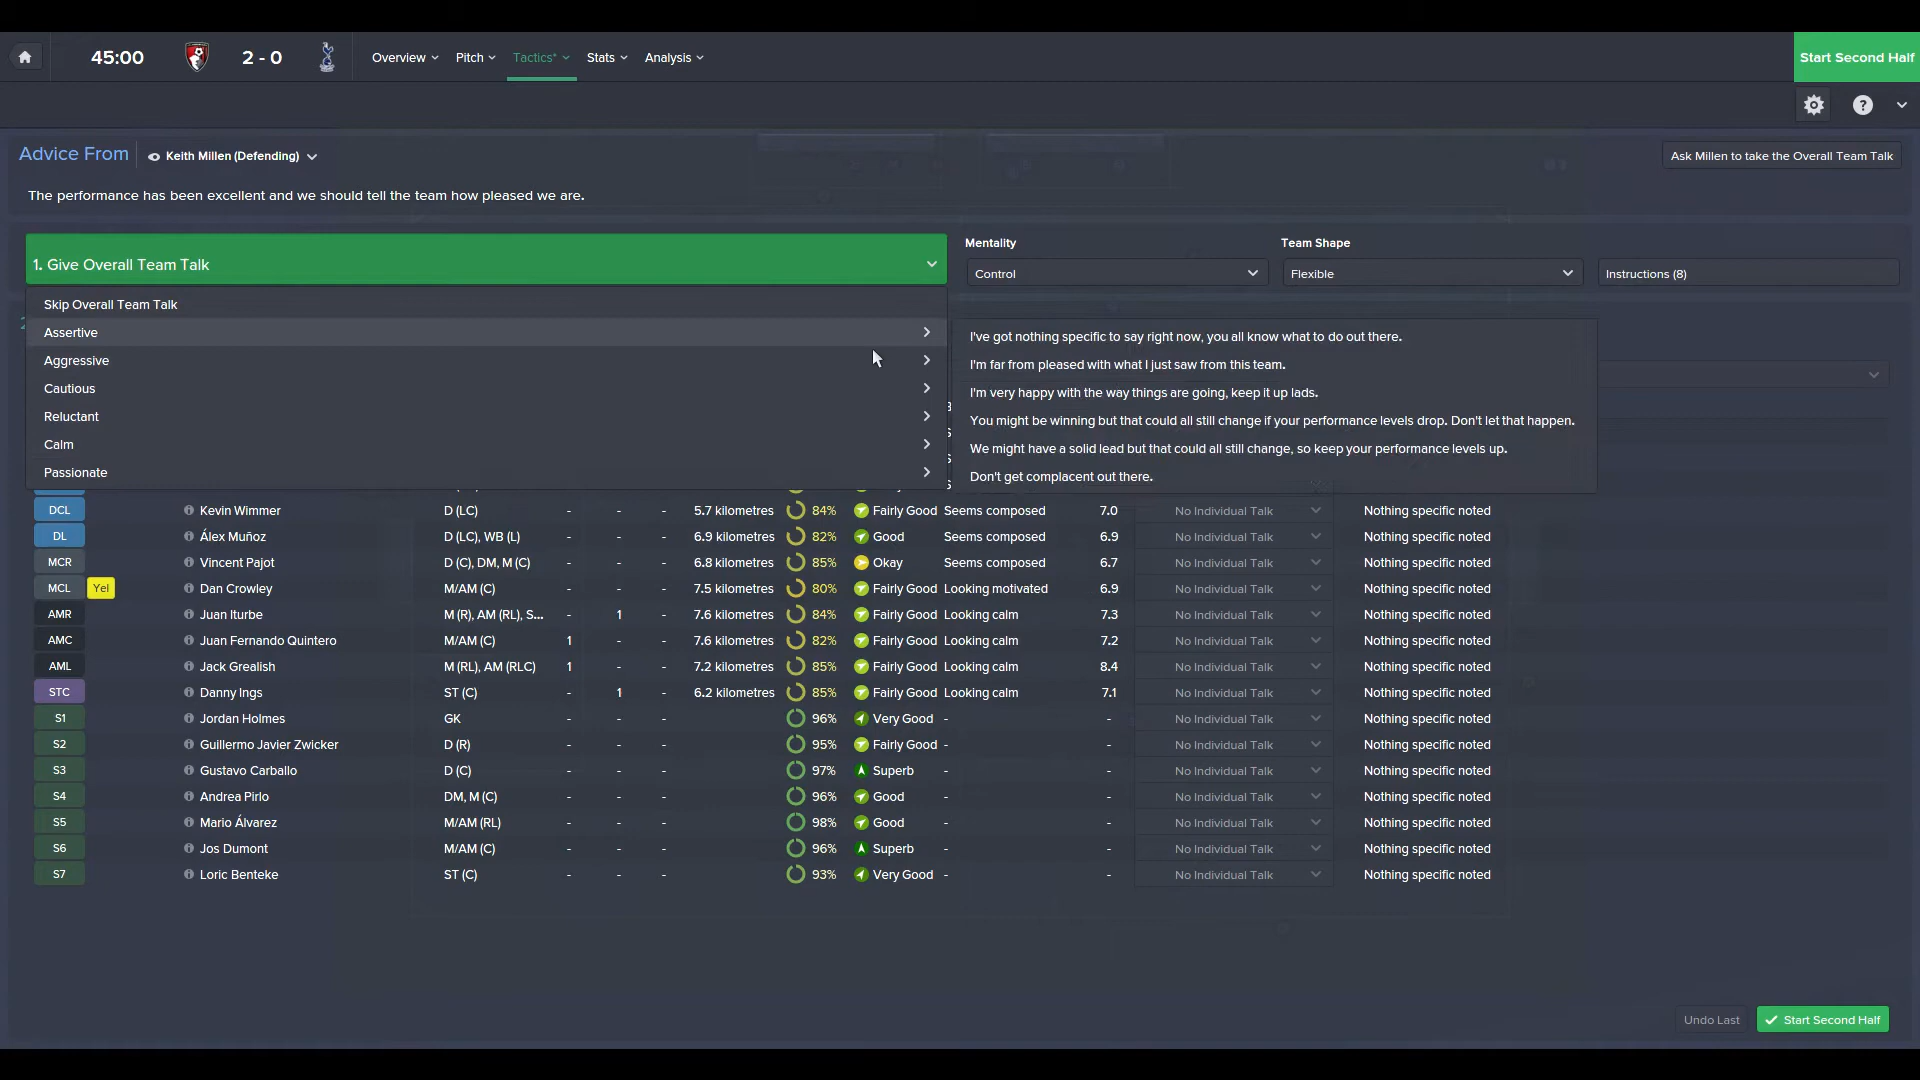 45:00 2 - 0 Overview Pitch Tactics* Stats Analysis Start Second Half
?
Advice From Keith Millen (Defending) Ask Millen to take the Overall Team Talk
The performance has been excellent and we should tell the team how pleased we are.
Mentality Team Shape
1. Give Overall Team Talk Control Flexible Instructions (8)
Skip Overall Team Talk
Assertive
Aggressive
Cautious
Reluctant
Calm
Passionate
I've got nothing specific to say right now, you all know what to do out there.
I'm far from pleased with what I just saw from this team.
I'm very happy with the way things are going, keep it up lads.
You might be winning but that could all still change if your performance levels drop. Don't let that happen.
We might have a solid lead but that could all still change, so keep your performance levels up.
Don't get complacent out there.
DCL Kevin Wimmer D (LC) - - - 5.7 kilometres 84% Fairly Good Seems composed 7.0 No Individual Talk Nothing specific noted
DL Álex Muñoz D (LC), WB (L) - - - 6.9 kilometres 82% Good Seems composed 6.9 No Individual Talk Nothing specific noted
MCR Vincent Pajot D (C), DM, M (C) - - - 6.8 kilometres 85% Okay Seems composed 6.7 No Individual Talk Nothing specific noted
MCL Yel Dan Crowley M/AM (C) - - - 7.5 kilometres 80% Fairly Good Looking motivated 6.9 No Individual Talk Nothing specific noted
AMR Juan Iturbe M (R), AM (RL), S... - 1 - 7.6 kilometres 84% Fairly Good Looking calm 7.3 No Individual Talk Nothing specific noted
AMC Juan Fernando Quintero M/AM (C) 1 - - 7.6 kilometres 82% Fairly Good Looking calm 7.2 No Individual Talk Nothing specific noted
AML Jack Grealish M (RL), AM (RLC) 1 - - 7.2 kilometres 85% Fairly Good Looking calm 8.4 No Individual Talk Nothing specific noted
STC Danny Ings ST (C) - 1 - 6.2 kilometres 85% Fairly Good Looking calm 7.1 No Individual Talk Nothing specific noted
S1 Jordan Holmes GK - - - 96% Very Good - - No Individual Talk Nothing specific noted
S2 Guillermo Javier Zwicker D (R) - - - 95% Fairly Good - - No Individual Talk Nothing specific noted
S3 Gustavo Carballo D (C) - - - 97% Superb - - No Individual Talk Nothing specific noted
S4 Andrea Pirlo DM, M (C) - - - 96% Good - - No Individual Talk Nothing specific noted
S5 Mario Álvarez M/AM (RL) - - - 98% Good - - No Individual Talk Nothing specific noted
S6 Jos Dumont M/AM (C) - - - 96% Superb - - No Individual Talk Nothing specific noted
S7 Loric Benteke ST (C) - - - 93% Very Good - - No Individual Talk Nothing specific noted
Undo Last Start Second Half